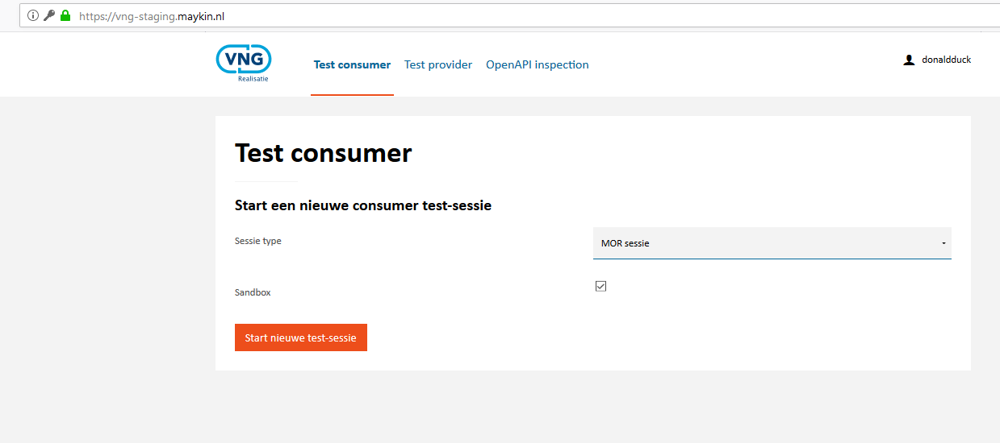 https://vng-staging.maykin.nl
VNG
Realisatie
Test consumer Test provider OpenAPI inspection donaldduck
Test consumer
Start een nieuwe consumer test-sessie
Sessie type MOR sessie
Sandbox
Start nieuwe test-sessie